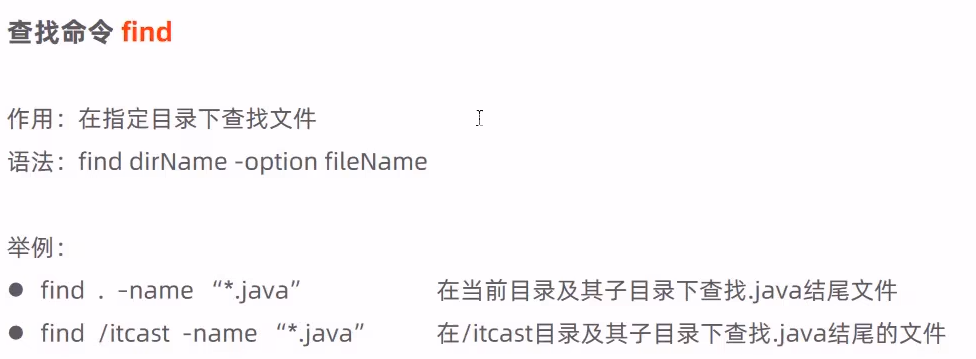 查找命令 find
作用：在指定目录下查找文件
语法：find dirName -option fileName
举例：
● find . –name “*.java” 在当前目录及其子目录下查找.java结尾文件
● find /itcast -name “*.java” 在/itcast目录及其子目录下查找.java结尾的文件